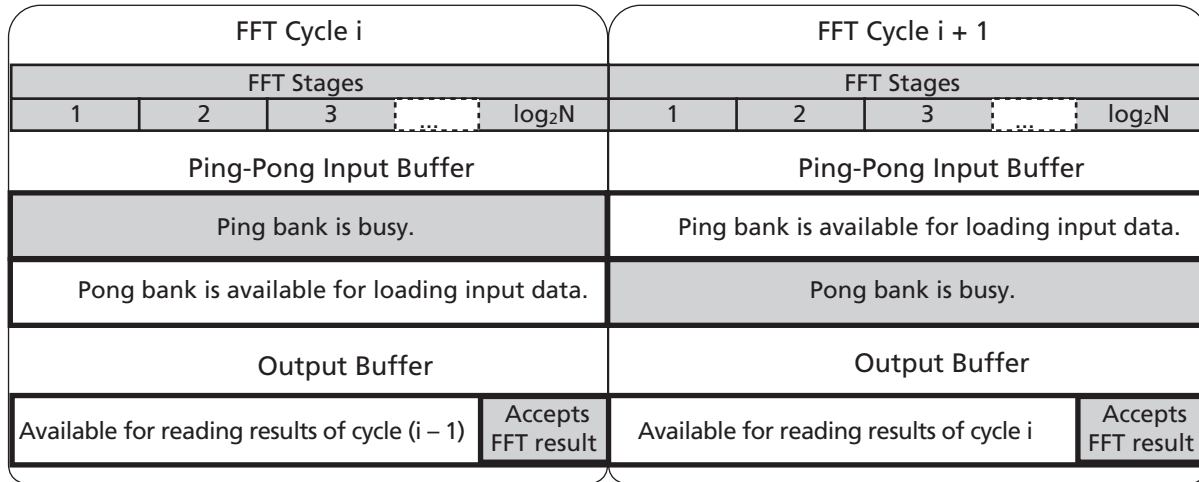 FFT Cycle i
FFT Cycle i + 1
FFT Stages
FFT Stages
1 2 3 ... log₂N
1 2 3 ... log₂N
Ping-Pong Input Buffer
Ping-Pong Input Buffer
Ping bank is busy.
Ping bank is available for loading input data.
Pong bank is available for loading input data.
Pong bank is busy.
Output Buffer
Output Buffer
Available for reading results of cycle (i – 1)
Accepts
FFT result
Available for reading results of cycle i
Accepts
FFT result